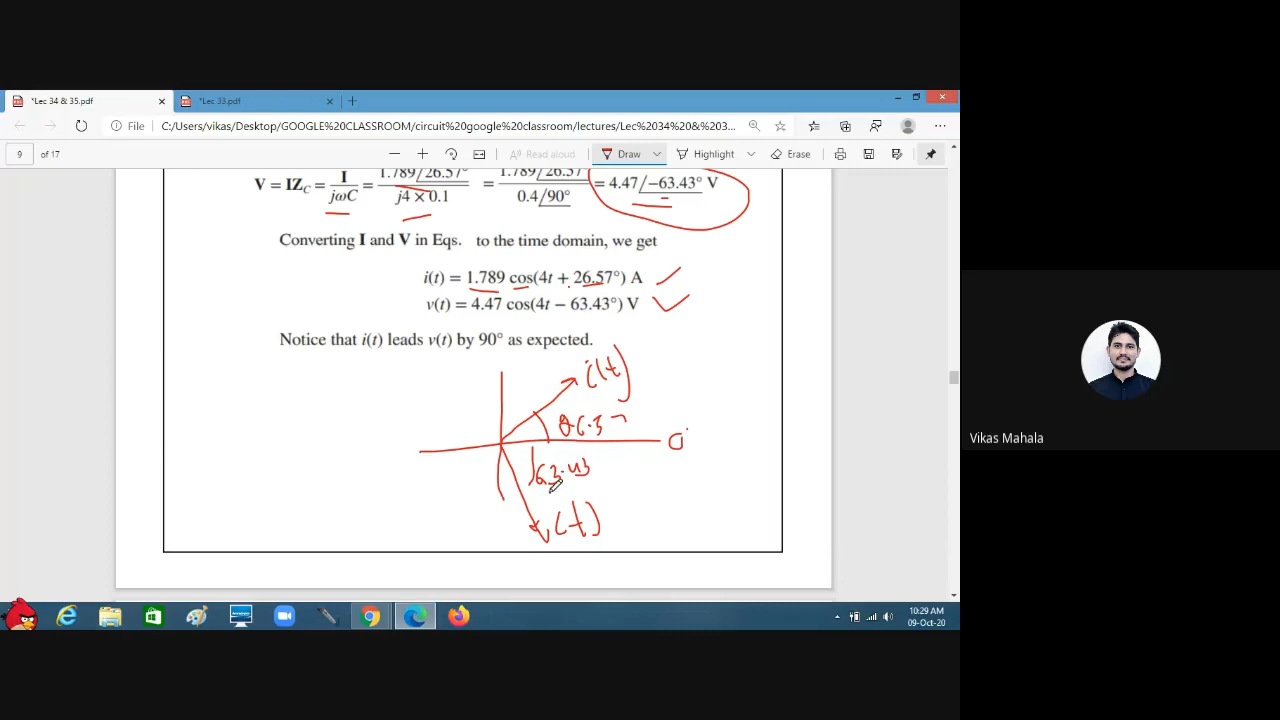 *Lec 34 & 35.pdf
*Lec 33.pdf
File C:/Users/vikas/Desktop/GOOGLE%20CLASSROOM/circuit%20google%20classroom/lectures/Lec%2034%20&%203...
9 of 17 Read aloud Draw Highlight Erase
V = IZC = I/jωC = 1.789/26.57°/j4 × 0.1 = 1.789/26.57°/0.4/90° = 4.47/−63.43° V
Converting I and V in Eqs. to the time domain, we get
i(t) = 1.789 cos(4t + 26.57°) A
v(t) = 4.47 cos(4t − 63.43°) V
Notice that i(t) leads v(t) by 90° as expected.
i(t)
63.43
v(t)
Vikas Mahala
10:29 AM
09-Oct-20